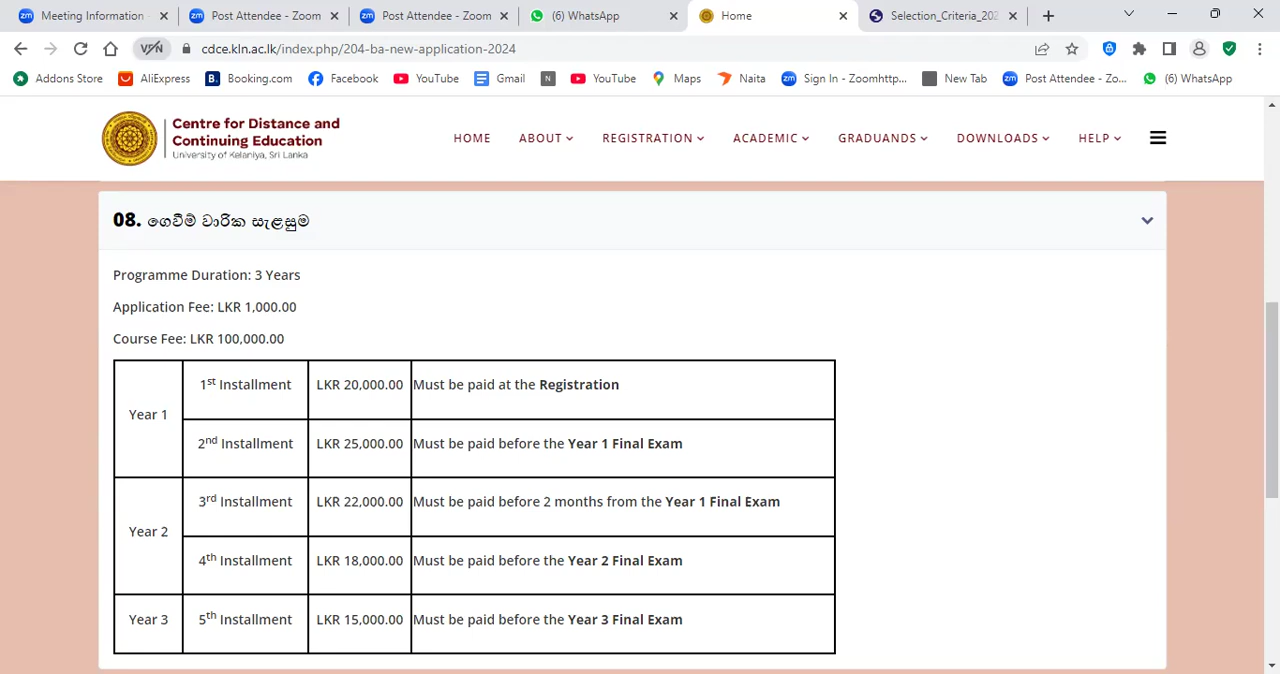 Meeting Information -
Post Attendee - Zoom
Post Attendee - Zoom
(6) WhatsApp
Home
Selection_Criteria_202
VPN
cdce.kln.ac.lk/index.php/204-ba-new-application-2024
Addons Store
AliExpress
B. Booking.com
Facebook
YouTube
Gmail
N
YouTube
Maps
Naita
Sign In - Zoomhttp...
New Tab
Post Attendee - Zo...
(6) WhatsApp
Centre for Distance and
Continuing Education
University of Kelaniya, Sri Lanka
HOME ABOUT REGISTRATION ACADEMIC GRADUANDS DOWNLOADS HELP
08. ගෙවීම් වාරික සැළසුම
Programme Duration: 3 Years
Application Fee: LKR 1,000.00
Course Fee: LKR 100,000.00
Year 1
1st Installment LKR 20,000.00 Must be paid at the Registration
2nd Installment LKR 25,000.00 Must be paid before the Year 1 Final Exam
Year 2
3rd Installment LKR 22,000.00 Must be paid before 2 months from the Year 1 Final Exam
4th Installment LKR 18,000.00 Must be paid before the Year 2 Final Exam
Year 3 5th Installment LKR 15,000.00 Must be paid before the Year 3 Final Exam